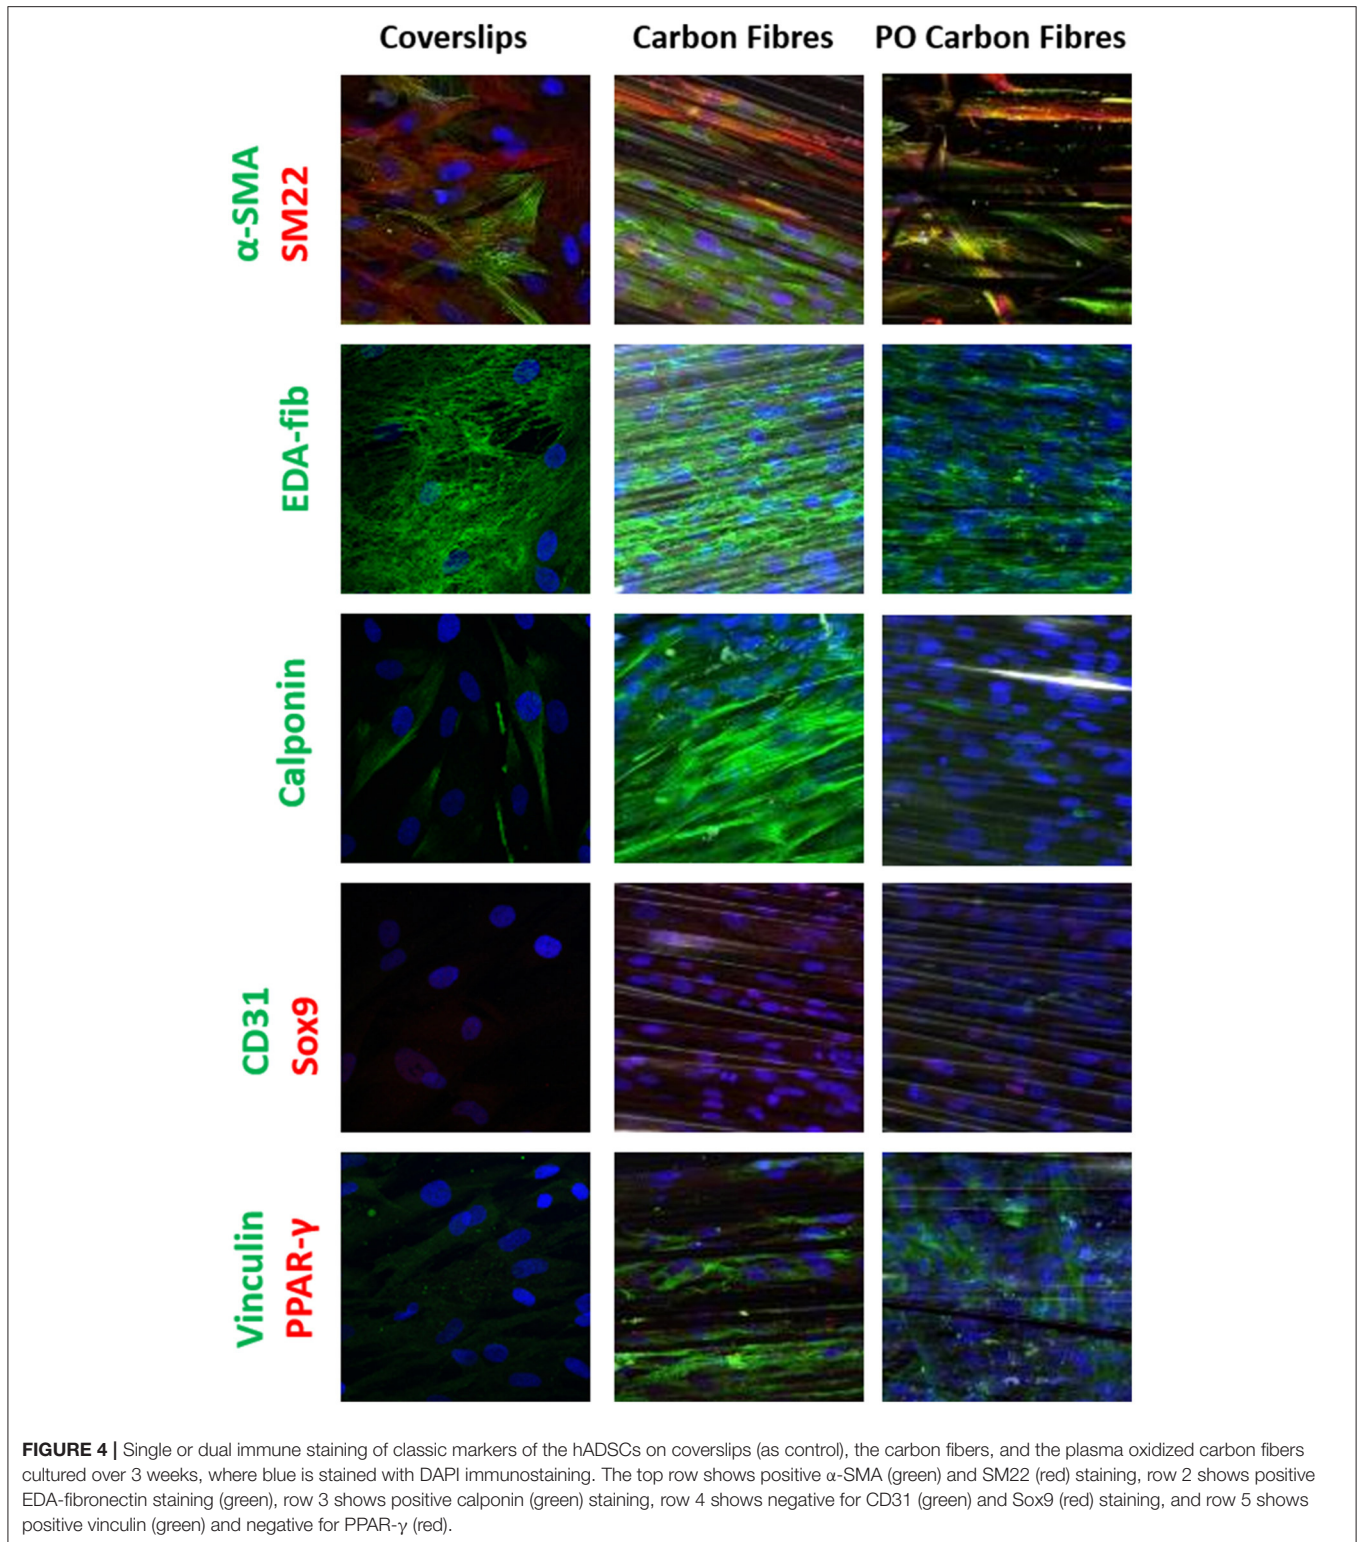 Coverslips Carbon Fibres PO Carbon Fibres
α-SMA
SM22
EDA-fib
Calponin
CD31
Sox9
Vinculin
PPAR-γ
FIGURE 4 | Single or dual immune staining of classic markers of the hADSCs on coverslips (as control), the carbon fibers, and the plasma oxidized carbon fibers
cultured over 3 weeks, where blue is stained with DAPI immunostaining. The top row shows positive α-SMA (green) and SM22 (red) staining, row 2 shows positive
EDA-fibronectin staining (green), row 3 shows positive calponin (green) staining, row 4 shows negative for CD31 (green) and Sox9 (red) staining, and row 5 shows
positive vinculin (green) and negative for PPAR-γ (red).